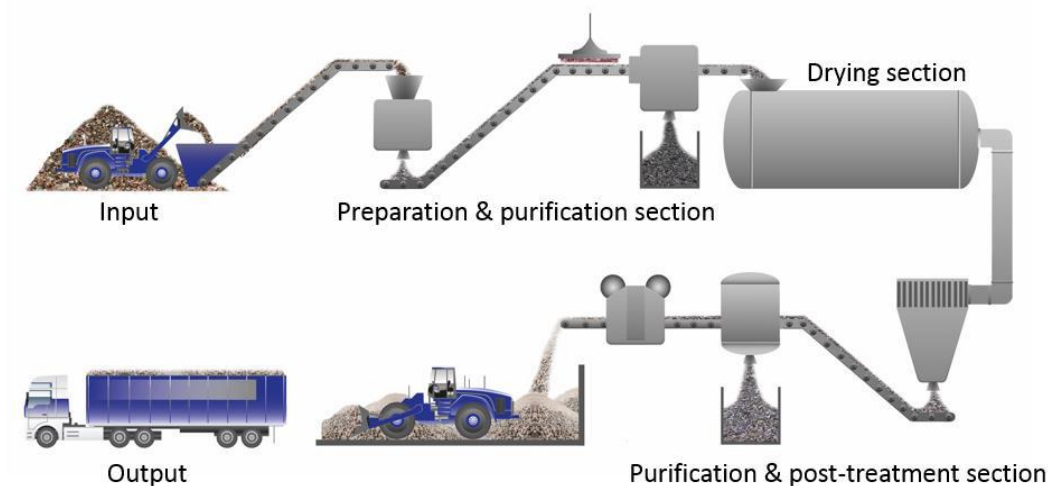 Drying section
Input
Preparation & purification section
Output
Purification & post-treatment section